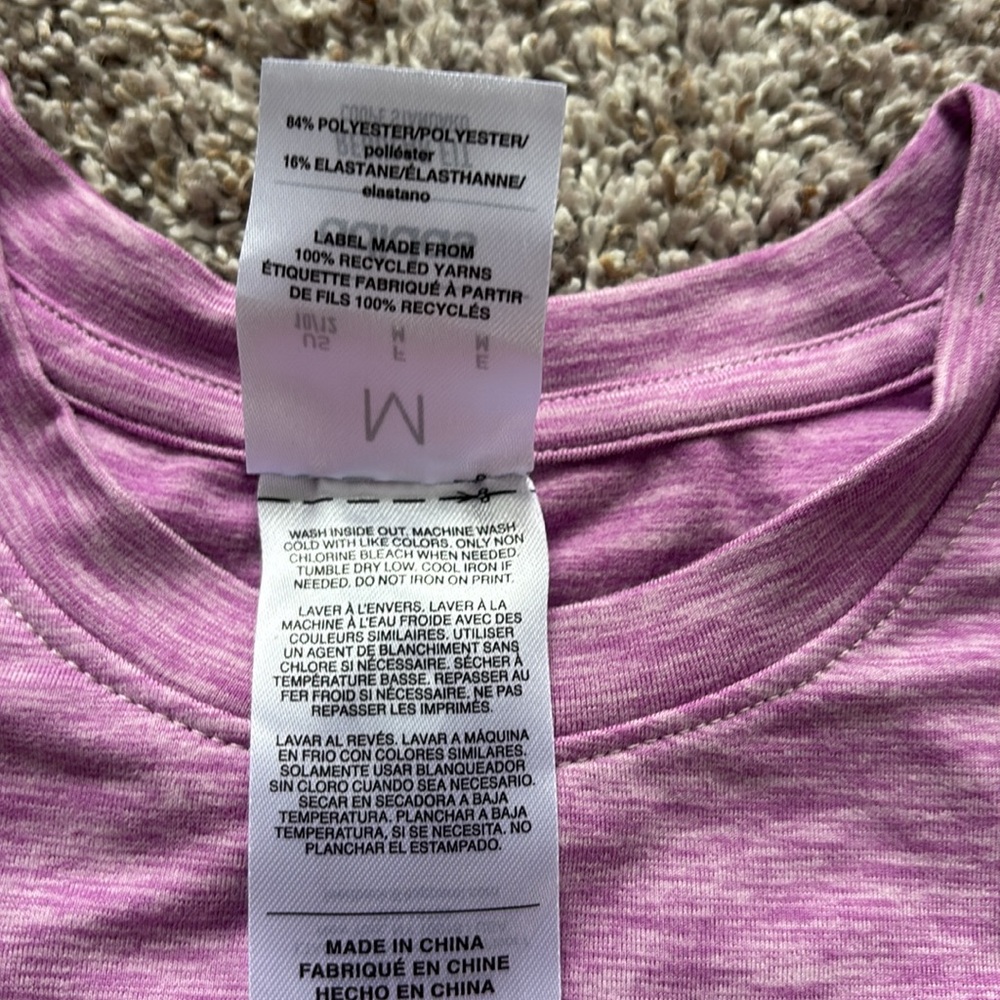 84% POLYESTER/POLYESTER/
poliéster
16% ELASTANE/ÉLASTHANNE/
elastano
LABEL MADE FROM
100% RECYCLED YARNS
ÉTIQUETTE FABRIQUÉ À PARTIR
DE FILS 100% RECYCLÉS
US
10/12
M
WASH INSIDE OUT. MACHINE WASH
COLD WITH LIKE COLORS. ONLY NON
CHLORINE BLEACH WHEN NEEDED.
TUMBLE DRY LOW. COOL IRON IF
NEEDED. DO NOT IRON ON PRINT.
LAVER À L'ENVERS. LAVER À LA
MACHINE À L'EAU FROIDE AVEC DES
COULEURS SIMILAIRES. UTILISER
UN AGENT DE BLANCHIMENT SANS
CHLORE SI NÉCESSAIRE. SÉCHER À
TEMPÉRATURE BASSE. REPASSER AU
FER FROID SI NÉCESSAIRE. NE PAS
REPASSER LES IMPRIMÉS.
LAVAR AL REVÉS. LAVAR A MÁQUINA
EN FRIO CON COLORES SIMILARES.
SOLAMENTE USAR BLANQUEADOR
SIN CLORO CUANDO SEA NECESARIO.
SECAR EN SECADORA A BAJA
TEMPERATURA. PLANCHAR A BAJA
TEMPERATURA, SI SE NECESITA. NO
PLANCHAR EL ESTAMPADO.
MADE IN CHINA
FABRIQUÉ EN CHINE
HECHO EN CHINA